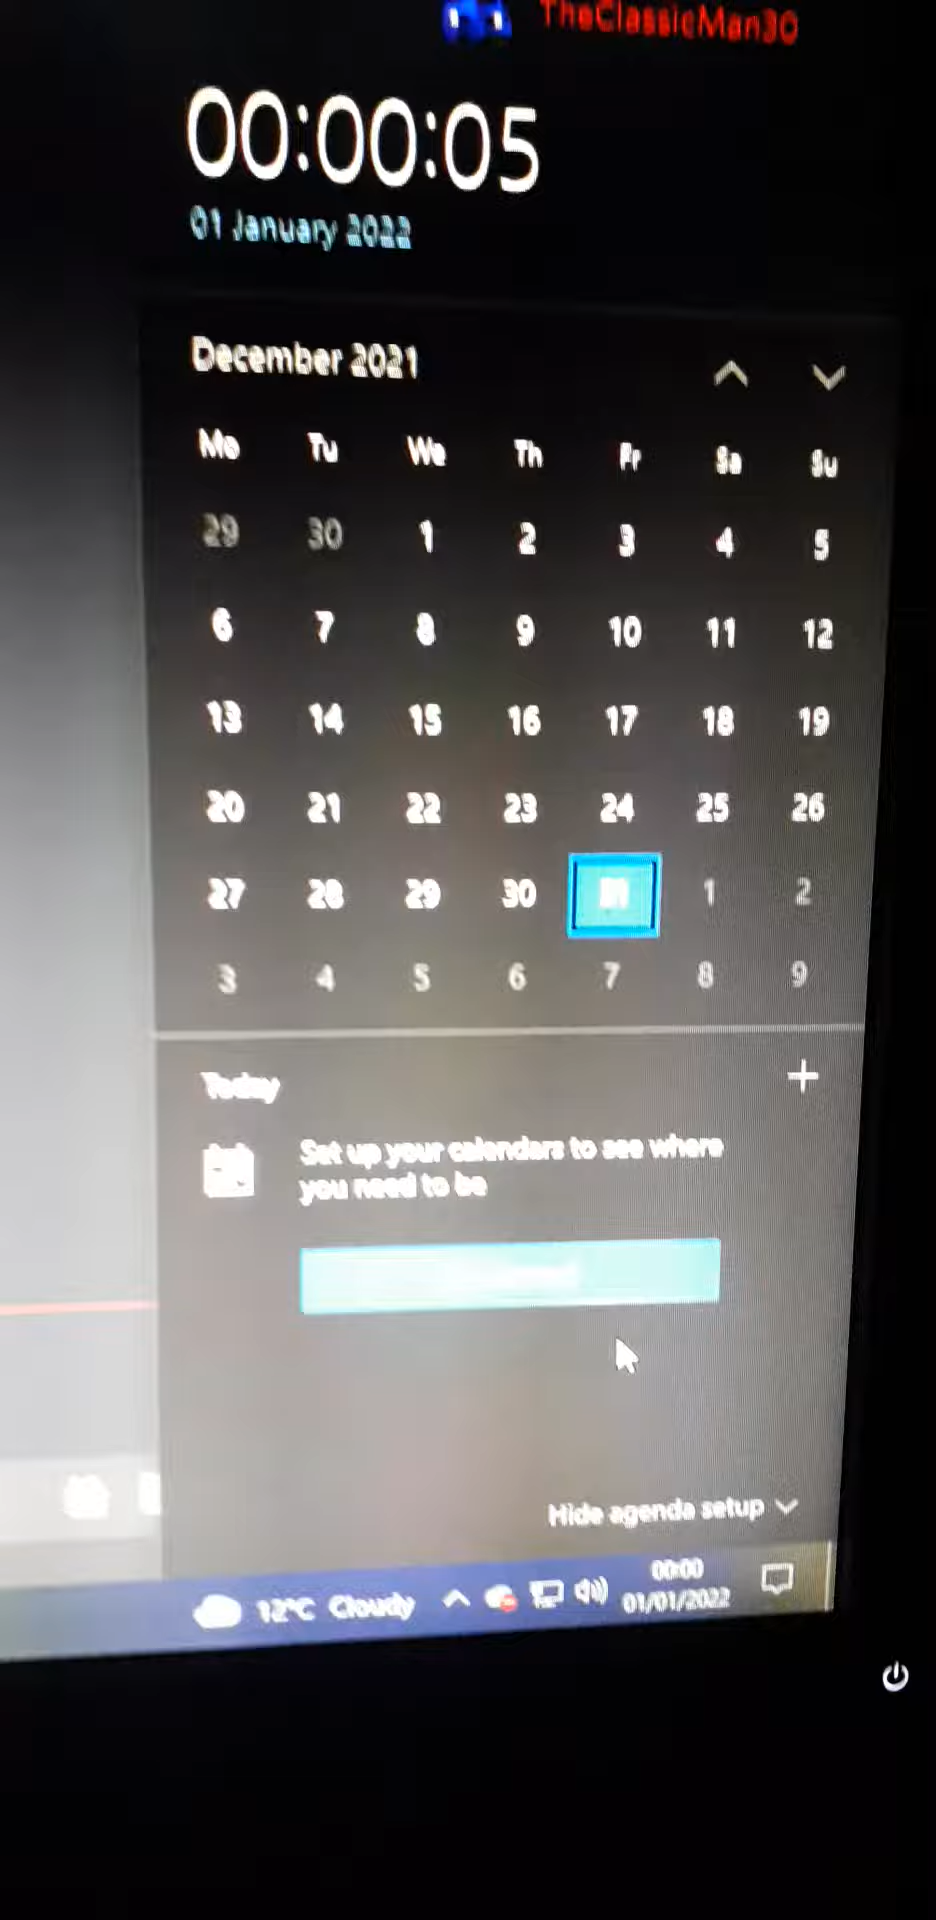 TheClassicMan30
00:00:05
01 January 2022
December 2021
Mo Tu We Th Fr Sa Su
29 30 1 2 3 4 5
6 7 8 9 10 11 12
13 14 15 16 17 18 19
20 21 22 23 24 25 26
27 28 29 30 31 1 2
3 4 5 6 7 8 9
Today
Set up your calendars to see where
you need to be
Hide agenda setup
12°C Cloudy
00:00
01/01/2022